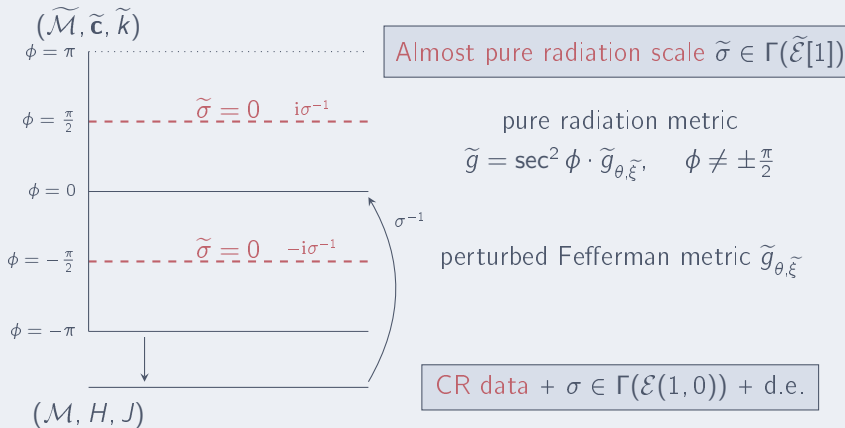 (ℳ̃, 𝐜̃, k̃)
ϕ = π
Almost pure radiation scale σ̃ ∈ Γ(ℰ̃[1])
ϕ = π/2
σ̃ = 0 iσ⁻¹
pure radiation metric
g̃ = sec² ϕ · g̃_{θ,ξ̃}, ϕ ≠ ±π/2
ϕ = 0
σ⁻¹
ϕ = −π/2
σ̃ = 0 −iσ⁻¹
perturbed Fefferman metric g̃_{θ,ξ̃}
ϕ = −π
CR data + σ ∈ Γ(ℰ(1, 0)) + d.e.
(ℳ, H, J)